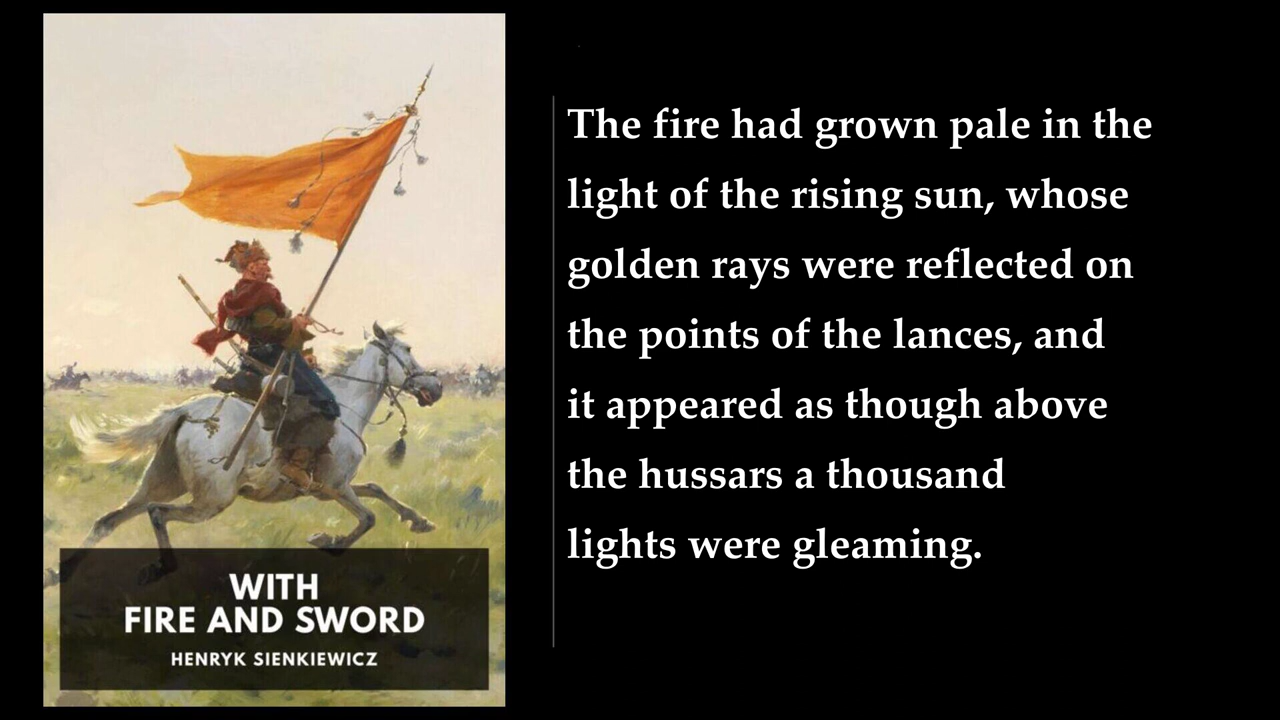 WITH
FIRE AND SWORD
HENRYK SIENKIEWICZ
The fire had grown pale in the
light of the rising sun, whose
golden rays were reflected on
the points of the lances, and
it appeared as though above
the hussars a thousand
lights were gleaming.